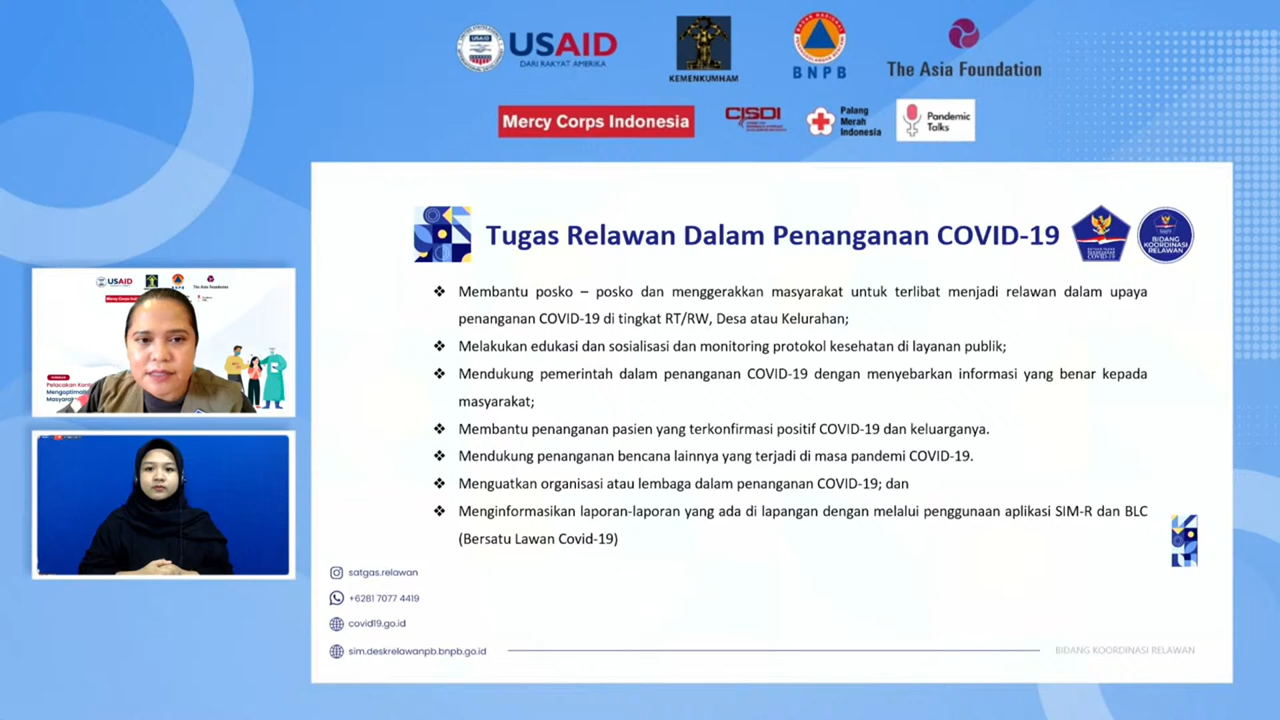 USAID
DARI RAKYAT AMERIKA
KEMENKUMHAM
BNPB
The Asia Foundation
Mercy Corps Indonesia
CISDI
Palang
Merah
Indonesia
Pandemic
Talks
Tugas Relawan Dalam Penanganan COVID-19
BIDANG
KOORDINASI
RELAWAN
❖ Membantu posko – posko dan menggerakkan masyarakat untuk terlibat menjadi relawan dalam upaya
penanganan COVID-19 di tingkat RT/RW, Desa atau Kelurahan;
❖ Melakukan edukasi dan sosialisasi dan monitoring protokol kesehatan di layanan publik;
❖ Mendukung pemerintah dalam penanganan COVID-19 dengan menyebarkan informasi yang benar kepada
masyarakat;
❖ Membantu penanganan pasien yang terkonfirmasi positif COVID-19 dan keluarganya.
❖ Mendukung penanganan bencana lainnya yang terjadi di masa pandemi COVID-19.
❖ Menguatkan organisasi atau lembaga dalam penanganan COVID-19; dan
❖ Menginformasikan laporan-laporan yang ada di lapangan dengan melalui penggunaan aplikasi SIM-R dan BLC
(Bersatu Lawan Covid-19)
satgas.relawan
+6281 7077 4419
covid19.go.id
sim.deskrelawanpb.bnpb.go.id
BIDANG KOORDINASI RELAWAN
USAID
The Asia Foundation
Mercy Corps
Pelacakan